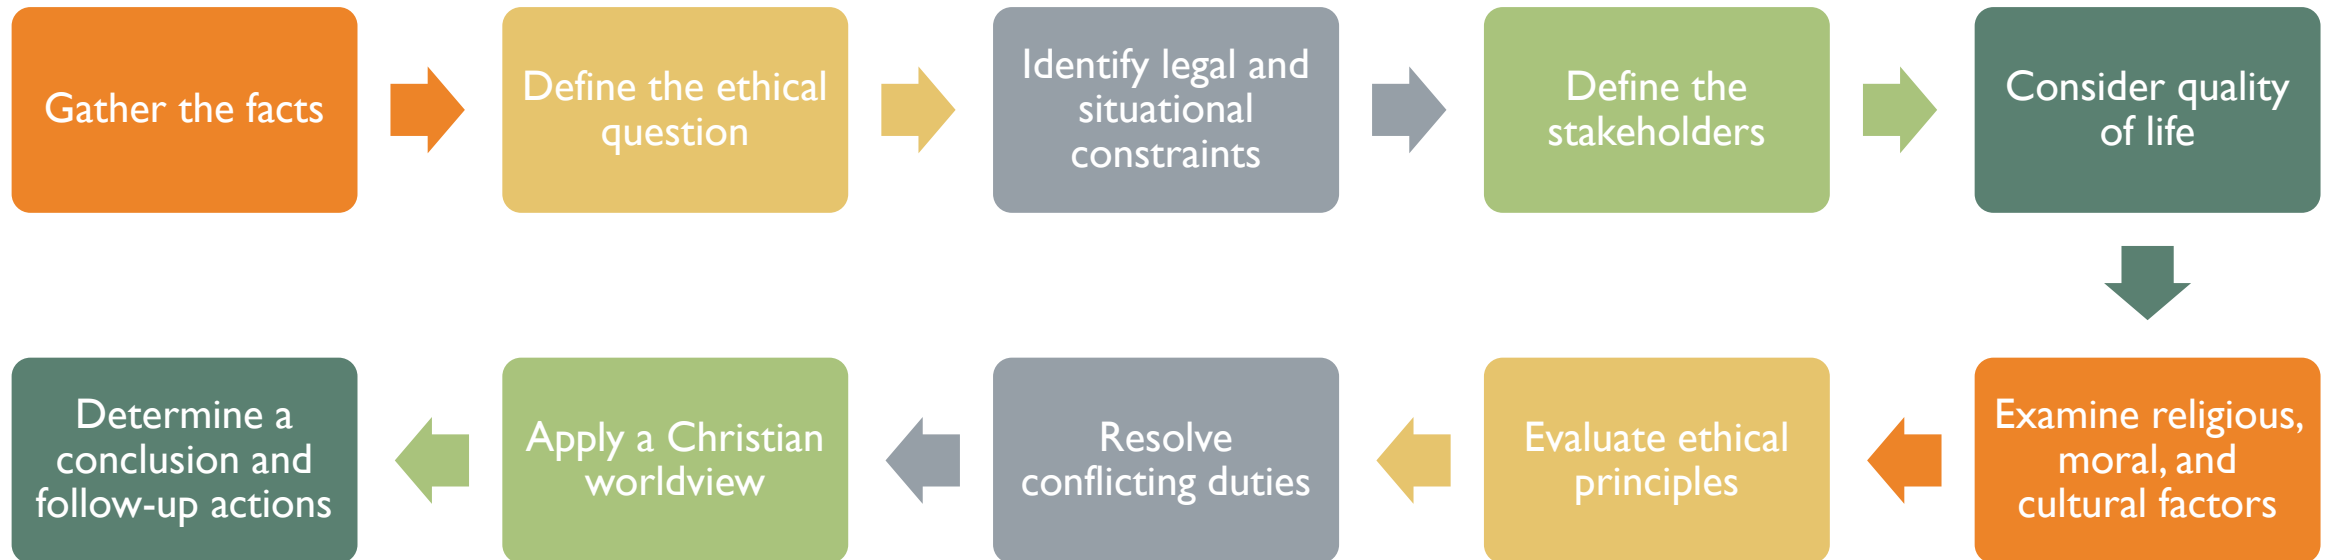 Gather the facts
Define the ethical
question
Identify legal and
situational
constraints
Define the
stakeholders
Consider quality
of life
Examine religious,
moral, and
cultural factors
Evaluate ethical
principles
Resolve
conflicting duties
Apply a Christian
worldview
Determine a
conclusion and
follow-up actions